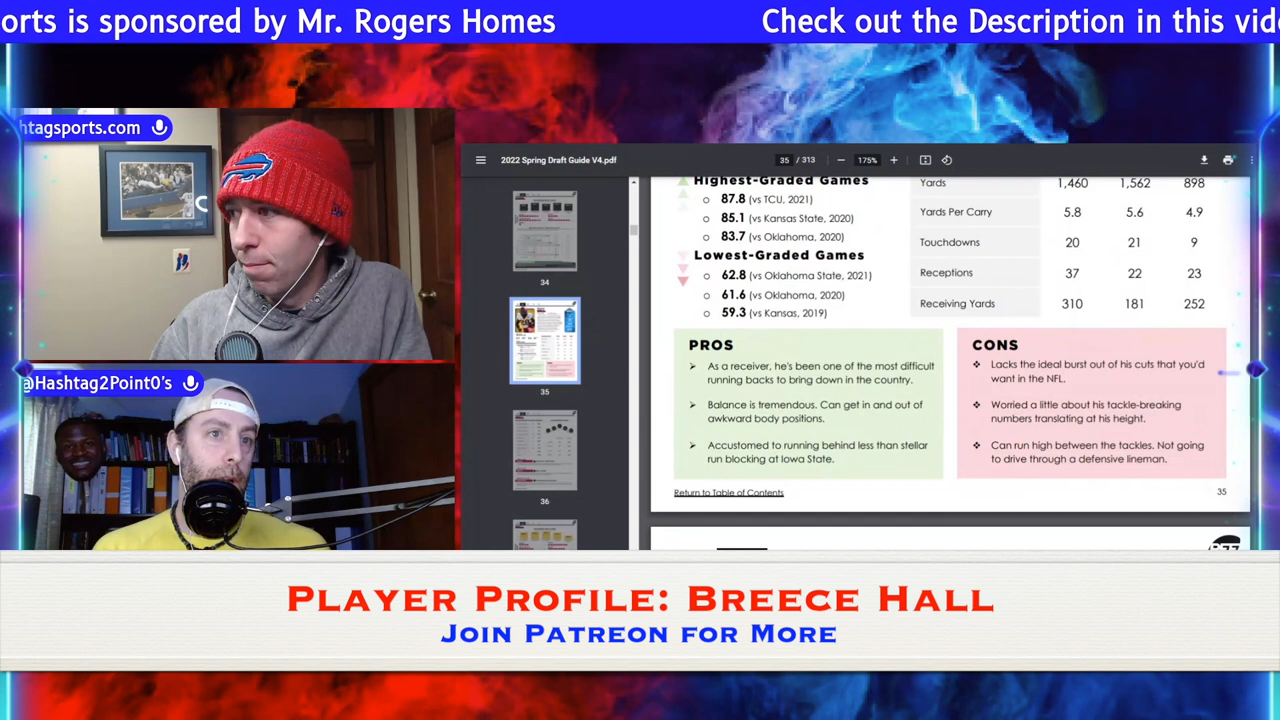 orts is sponsored by Mr. Rogers Homes
Check out the Description in this vide
htagsports.com
@Hashtag2Point0's
2022 Spring Draft Guide V4.pdf
35 / 313
175%
34
35
36
Highest-Graded Games
87.8 (vs TCU, 2021)
85.1 (vs Kansas State, 2020)
83.7 (vs Oklahoma, 2020)
Lowest-Graded Games
62.8 (vs Oklahoma State, 2021)
61.6 (vs Oklahoma, 2020)
59.3 (vs Kansas, 2019)
Yards 1,460 1,562 898
Yards Per Carry 5.8 5.6 4.9
Touchdowns 20 21 9
Receptions 37 22 23
Receiving Yards 310 181 252
PROS
As a receiver, he's been one of the most difficult
running backs to bring down in the country.
Balance is tremendous. Can get in and out of
awkward body positions.
Accustomed to running behind less than stellar
run blocking at Iowa State.
CONS
Lacks the ideal burst out of his cuts that you'd
want in the NFL.
Worried a little about his tackle-breaking
numbers translating at his height.
Can run high between the tackles. Not going
to drive through a defensive lineman.
Return to Table of Contents
35
Player Profile: Breece Hall
Join Patreon for More